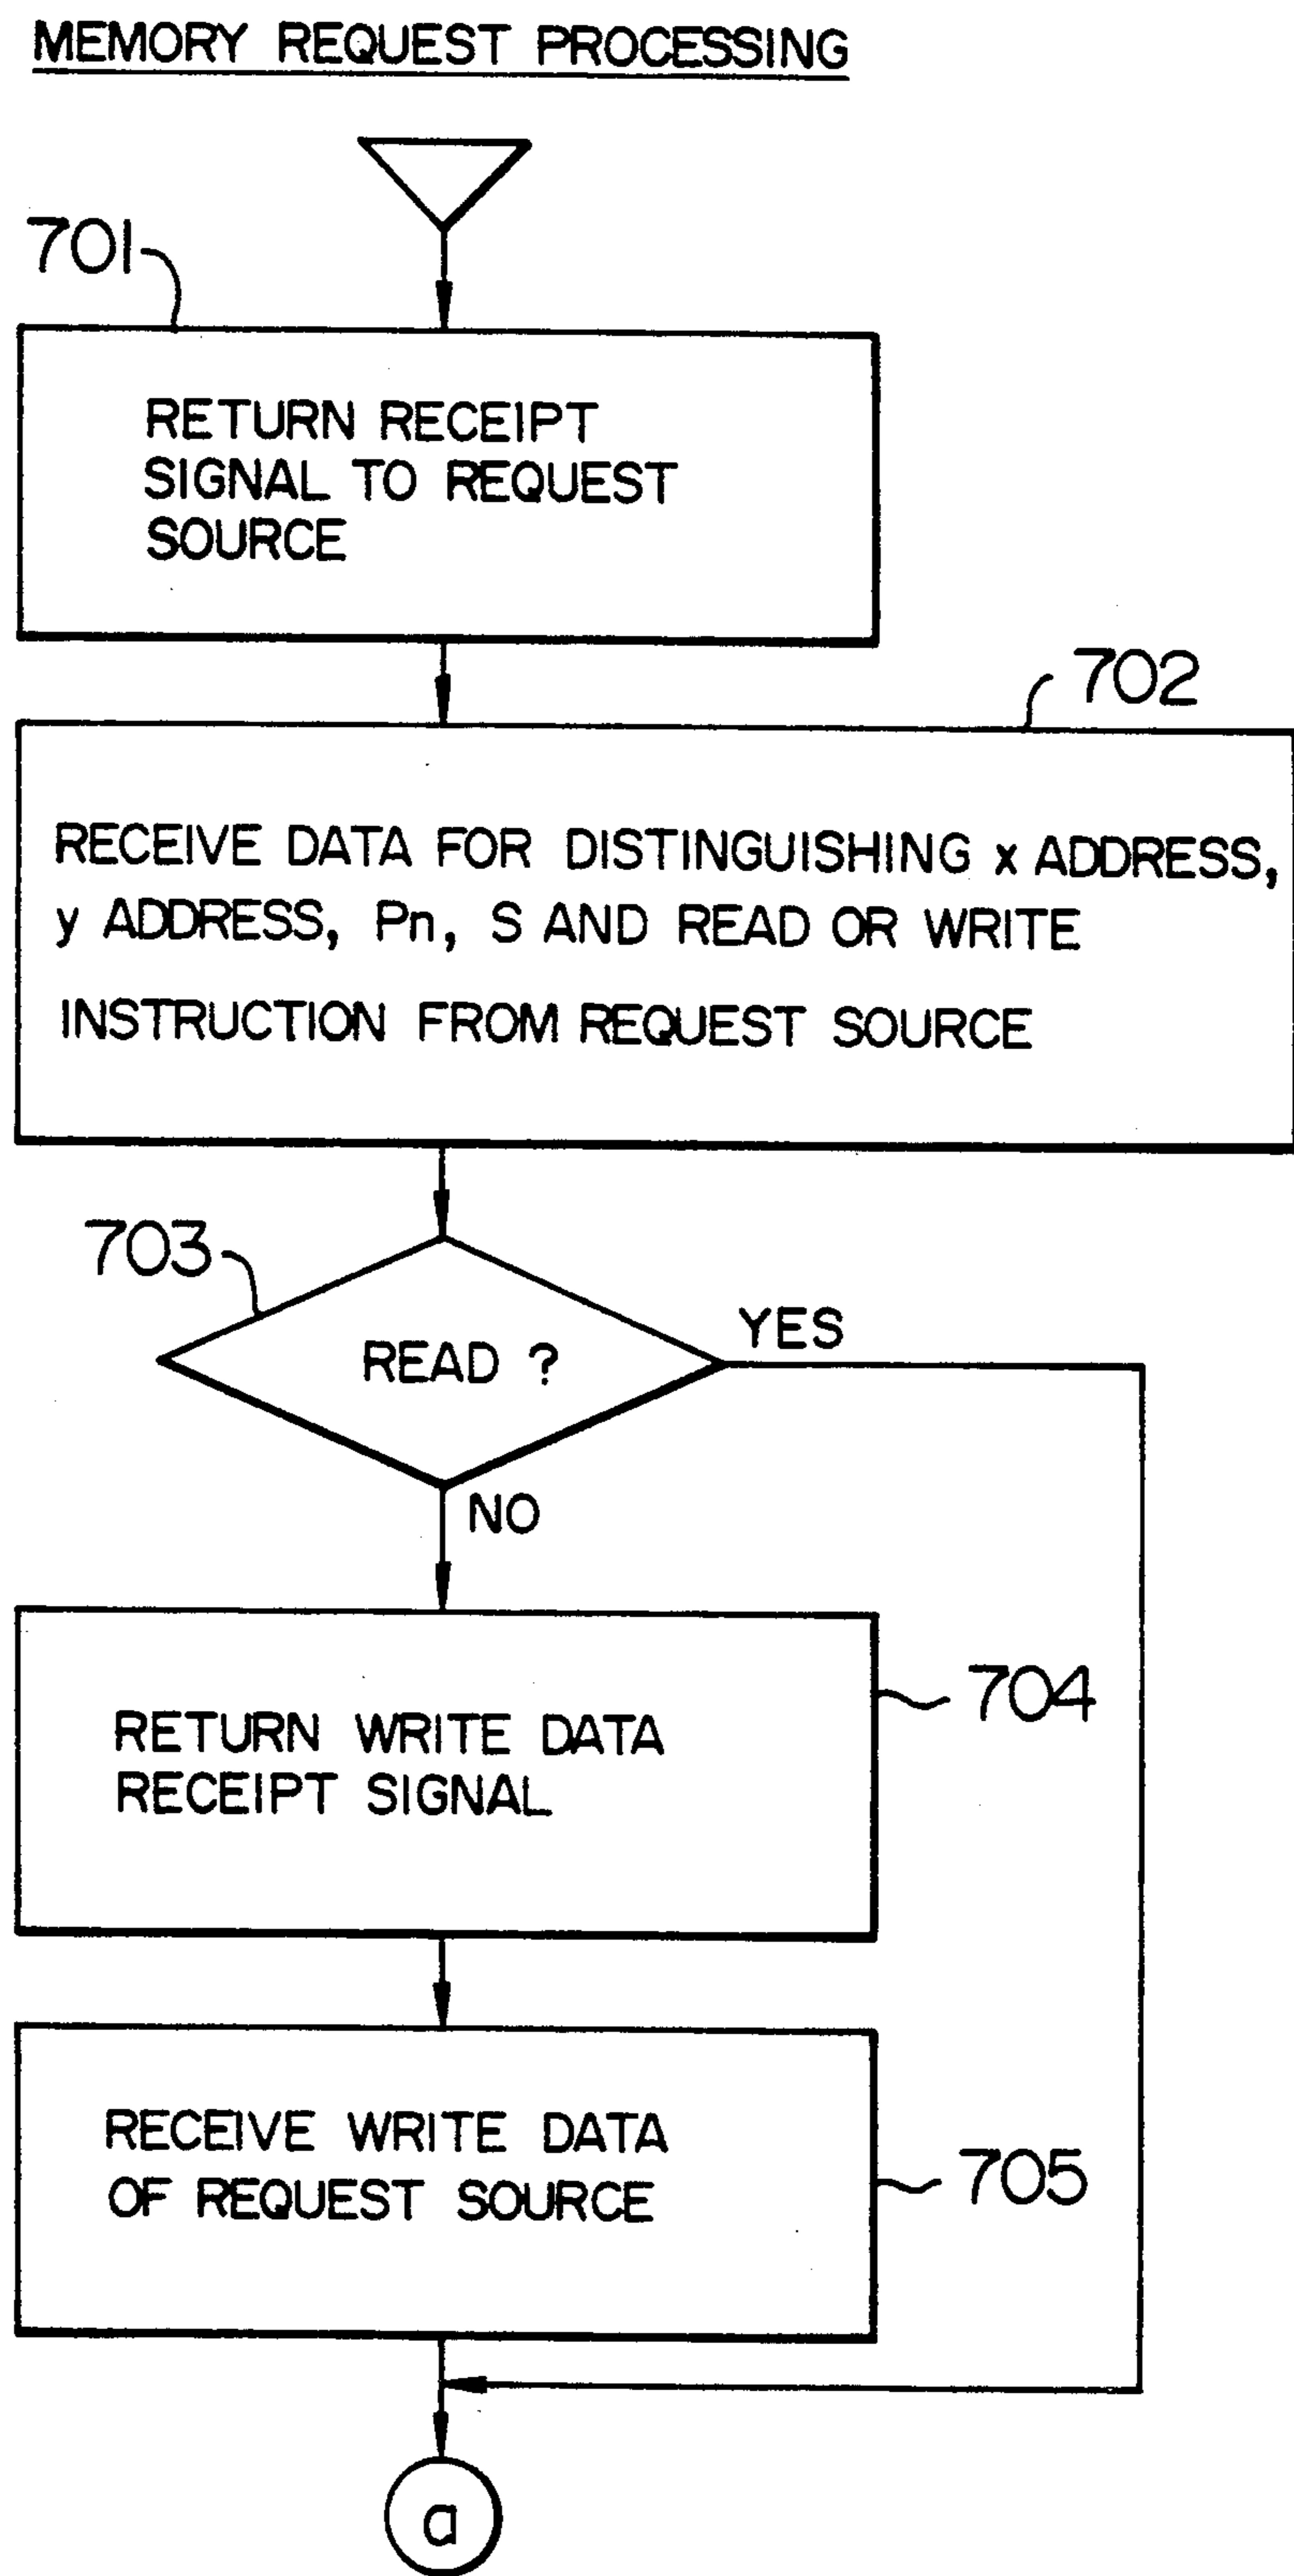 MEMORY REQUEST PROCESSING
701
RETURN RECEIPT
SIGNAL TO REQUEST
SOURCE
702
RECEIVE DATA FOR DISTINGUISHING x ADDRESS,
y ADDRESS, Pn, S AND READ OR WRITE
INSTRUCTION FROM REQUEST SOURCE
703
READ ?
YES
NO
RETURN WRITE DATA
RECEIPT SIGNAL
704
RECEIVE WRITE DATA
OF REQUEST SOURCE
705
a